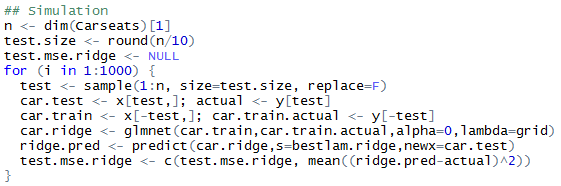 ## Simulation
n <- dim(Carseats)[1]
test.size <- round(n/10)
test.mse.ridge <- NULL
for (i in 1:1000) {
  test <- sample(1:n, size=test.size, replace=F)
  car.test <- x[test,]; actual <- y[test]
  car.train <- x[-test,]; car.train.actual <- y[-test]
  car.ridge <- glmnet(car.train,car.train.actual,alpha=0,lambda=grid)
  ridge.pred <- predict(car.ridge,s=bestlam.ridge,newx=car.test)
  test.mse.ridge <- c(test.mse.ridge, mean((ridge.pred-actual)^2))
}